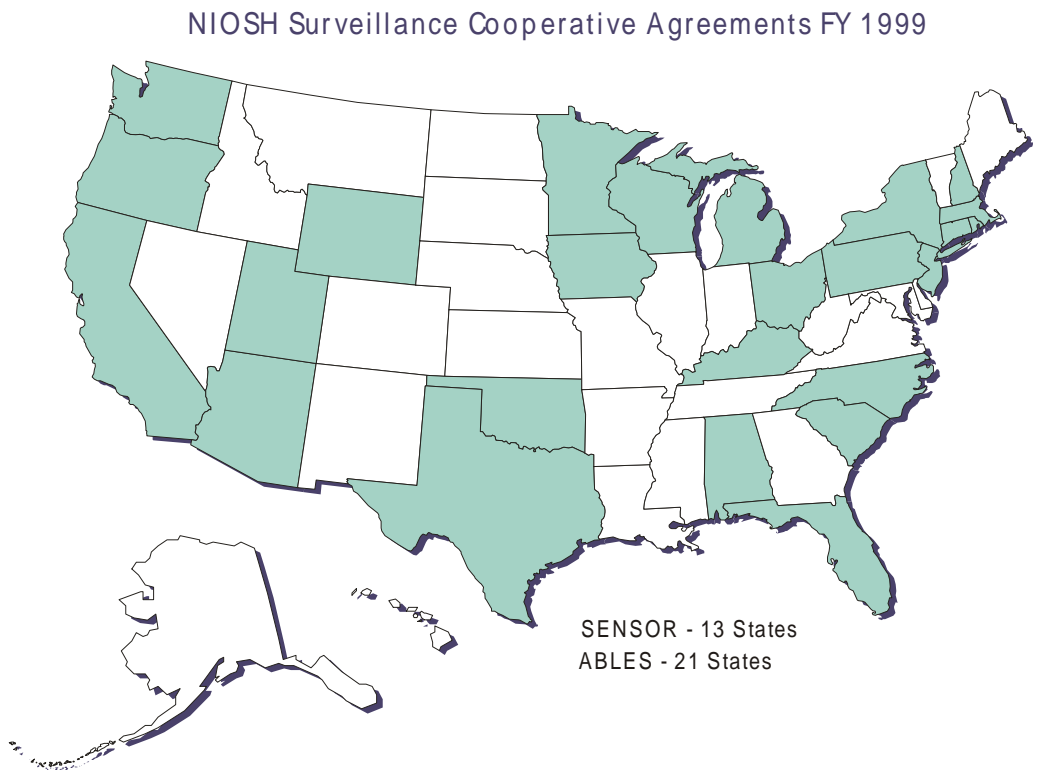 NIOSH Surveillance Cooperative Agreements FY 1999
SENSOR - 13 States
ABLES - 21 States